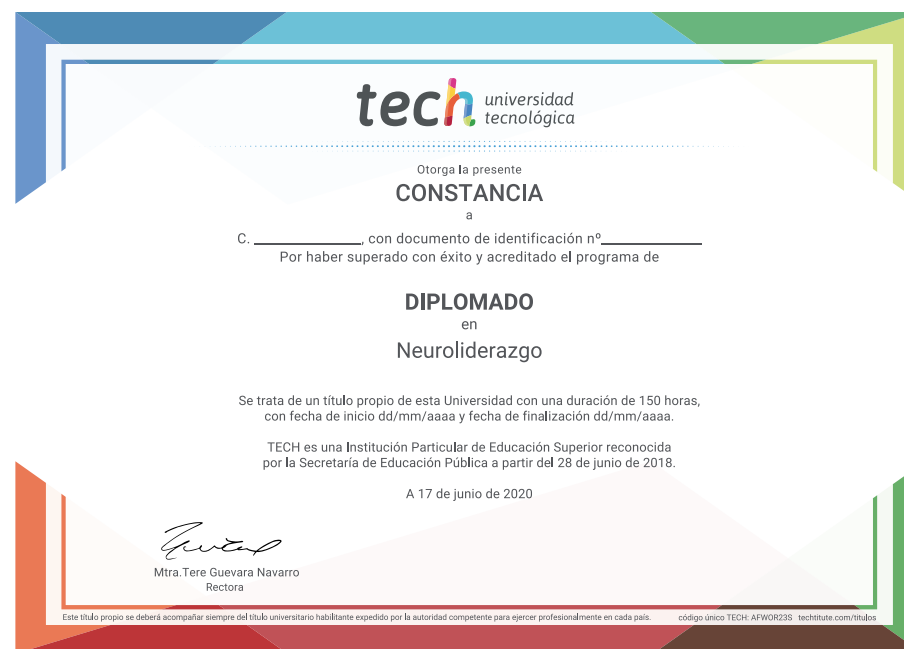 tech universidad
tecnológica
Otorga la presente
CONSTANCIA
a
C. ____________, con documento de identificación nº____________
Por haber superado con éxito y acreditado el programa de
DIPLOMADO
en
Neuroliderazgo
Se trata de un título propio de esta Universidad con una duración de 150 horas,
con fecha de inicio dd/mm/aaaa y fecha de finalización dd/mm/aaaa.
TECH es una Institución Particular de Educación Superior reconocida
por la Secretaría de Educación Pública a partir del 28 de junio de 2018.
A 17 de junio de 2020
Mtra.Tere Guevara Navarro
Rectora
Este título propio se deberá acompañar siempre del título universitario habilitante expedido por la autoridad competente para ejercer profesionalmente en cada país. código único TECH: AFWOR23S techtitute.com/titulos